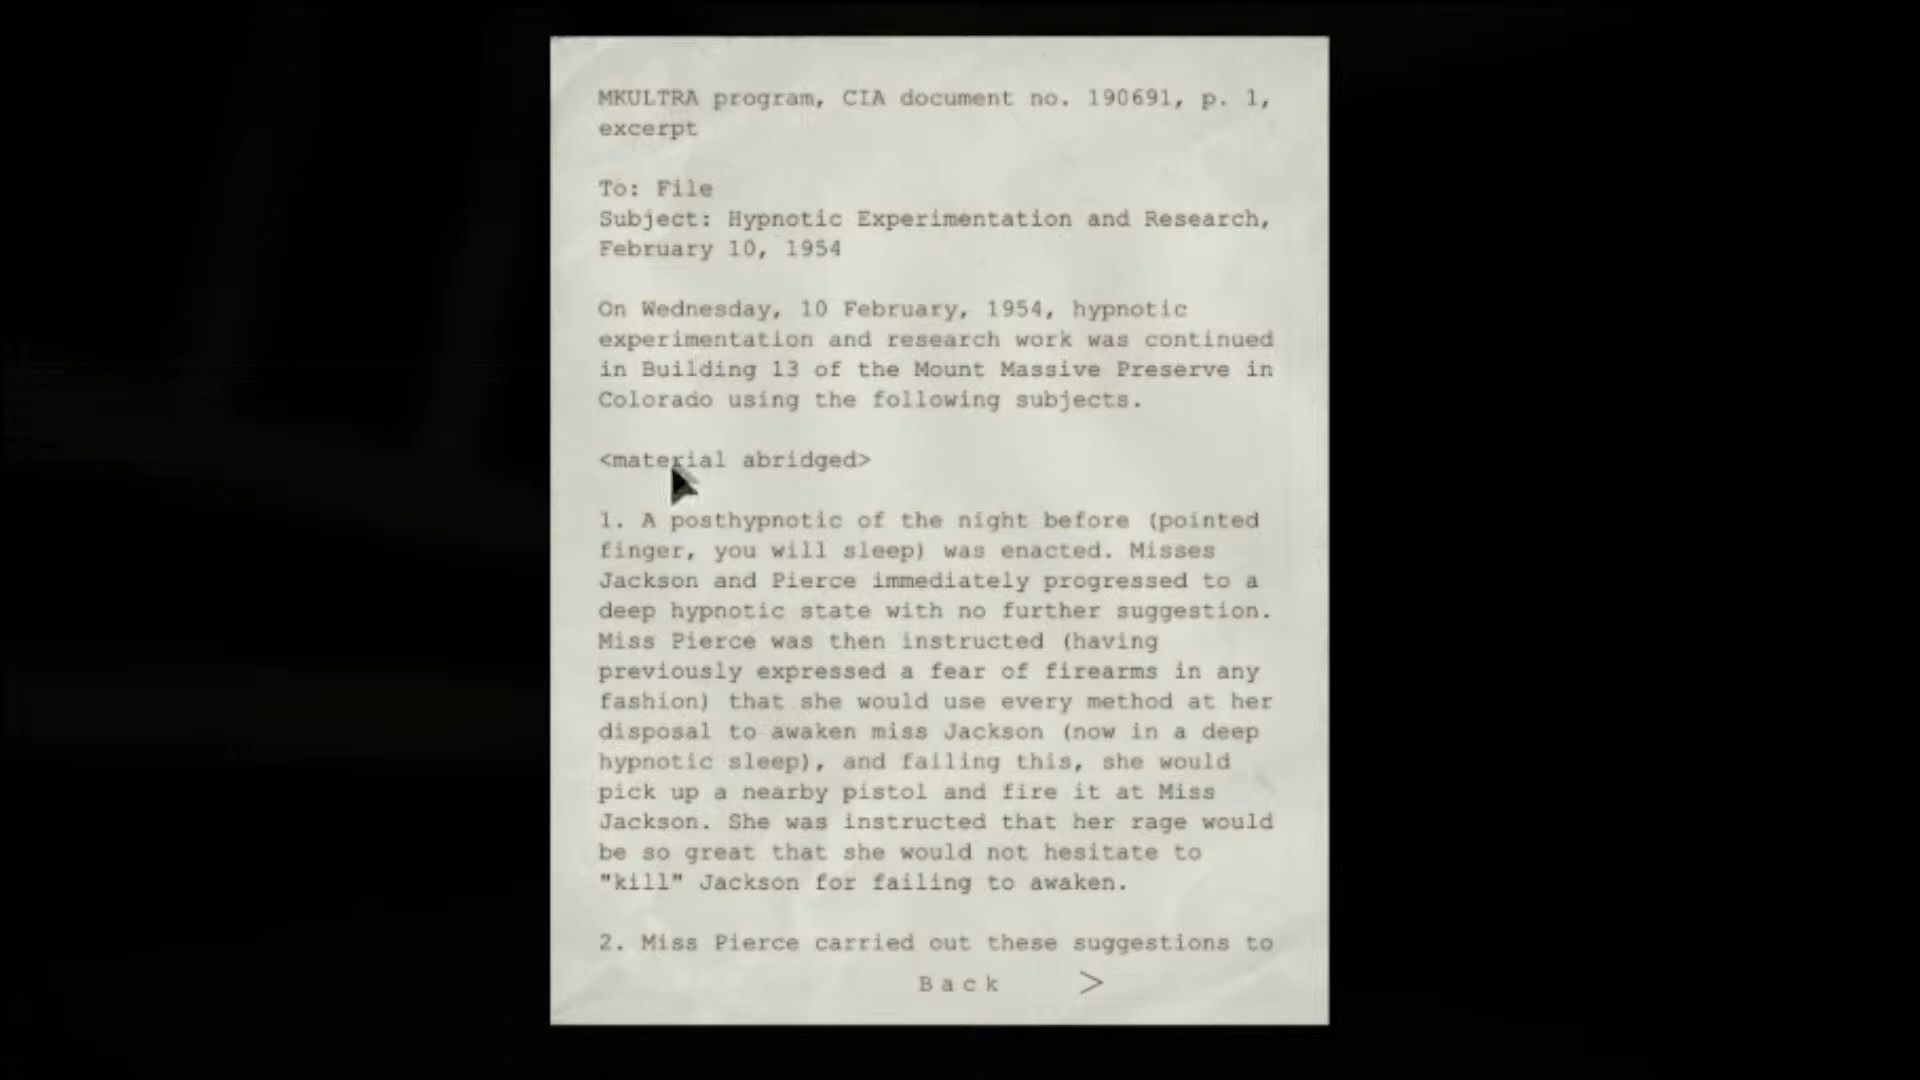 MKULTRA program, CIA document no. 190691, p. 1,
excerpt
To: File
Subject: Hypnotic Experimentation and Research,
February 10, 1954
On Wednesday, 10 February, 1954, hypnotic
experimentation and research work was continued
in Building 13 of the Mount Massive Preserve in
Colorado using the following subjects.
<material abridged>
1. A posthypnotic of the night before (pointed
finger, you will sleep) was enacted. Misses
Jackson and Pierce immediately progressed to a
deep hypnotic state with no further suggestion.
Miss Pierce was then instructed (having
previously expressed a fear of firearms in any
fashion) that she would use every method at her
disposal to awaken miss Jackson (now in a deep
hypnotic sleep), and failing this, she would
pick up a nearby pistol and fire it at Miss
Jackson. She was instructed that her rage would
be so great that she would not hesitate to
"kill" Jackson for failing to awaken.
2. Miss Pierce carried out these suggestions to
Back >